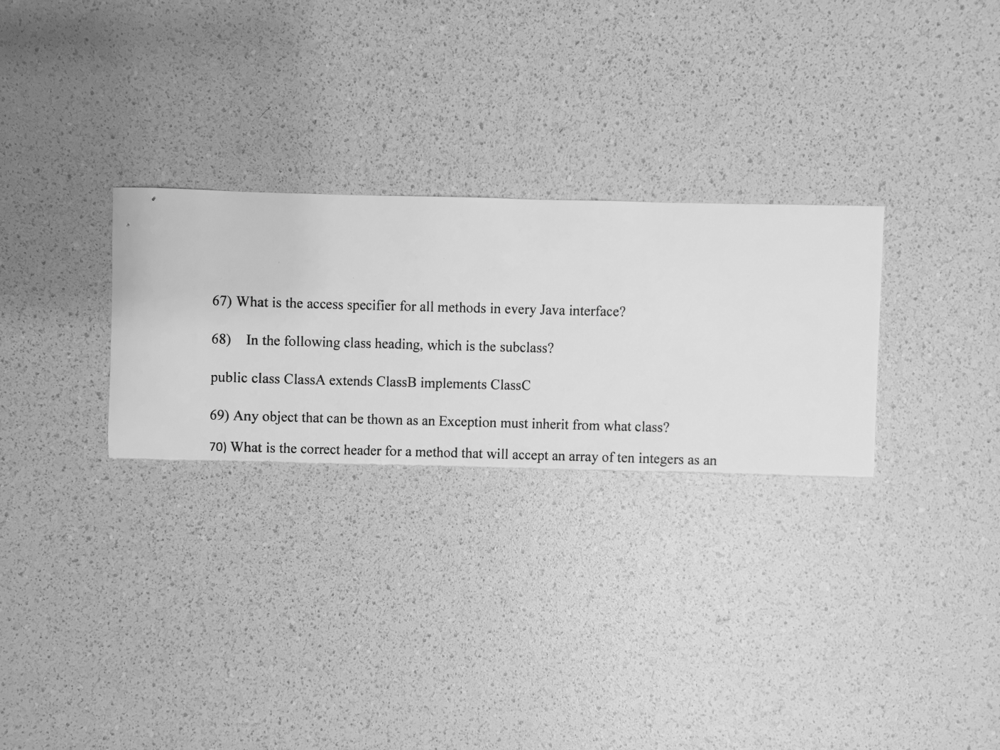 67) What is the access specifier for all methods in every Java interface?
68) In the following class heading, which is the subclass?
public class ClassA extends ClassB implements ClassC
69) Any object that can be thown as an Exception must inherit from what class?
70) What is the correct header for a method that will accept an array of ten integers as an